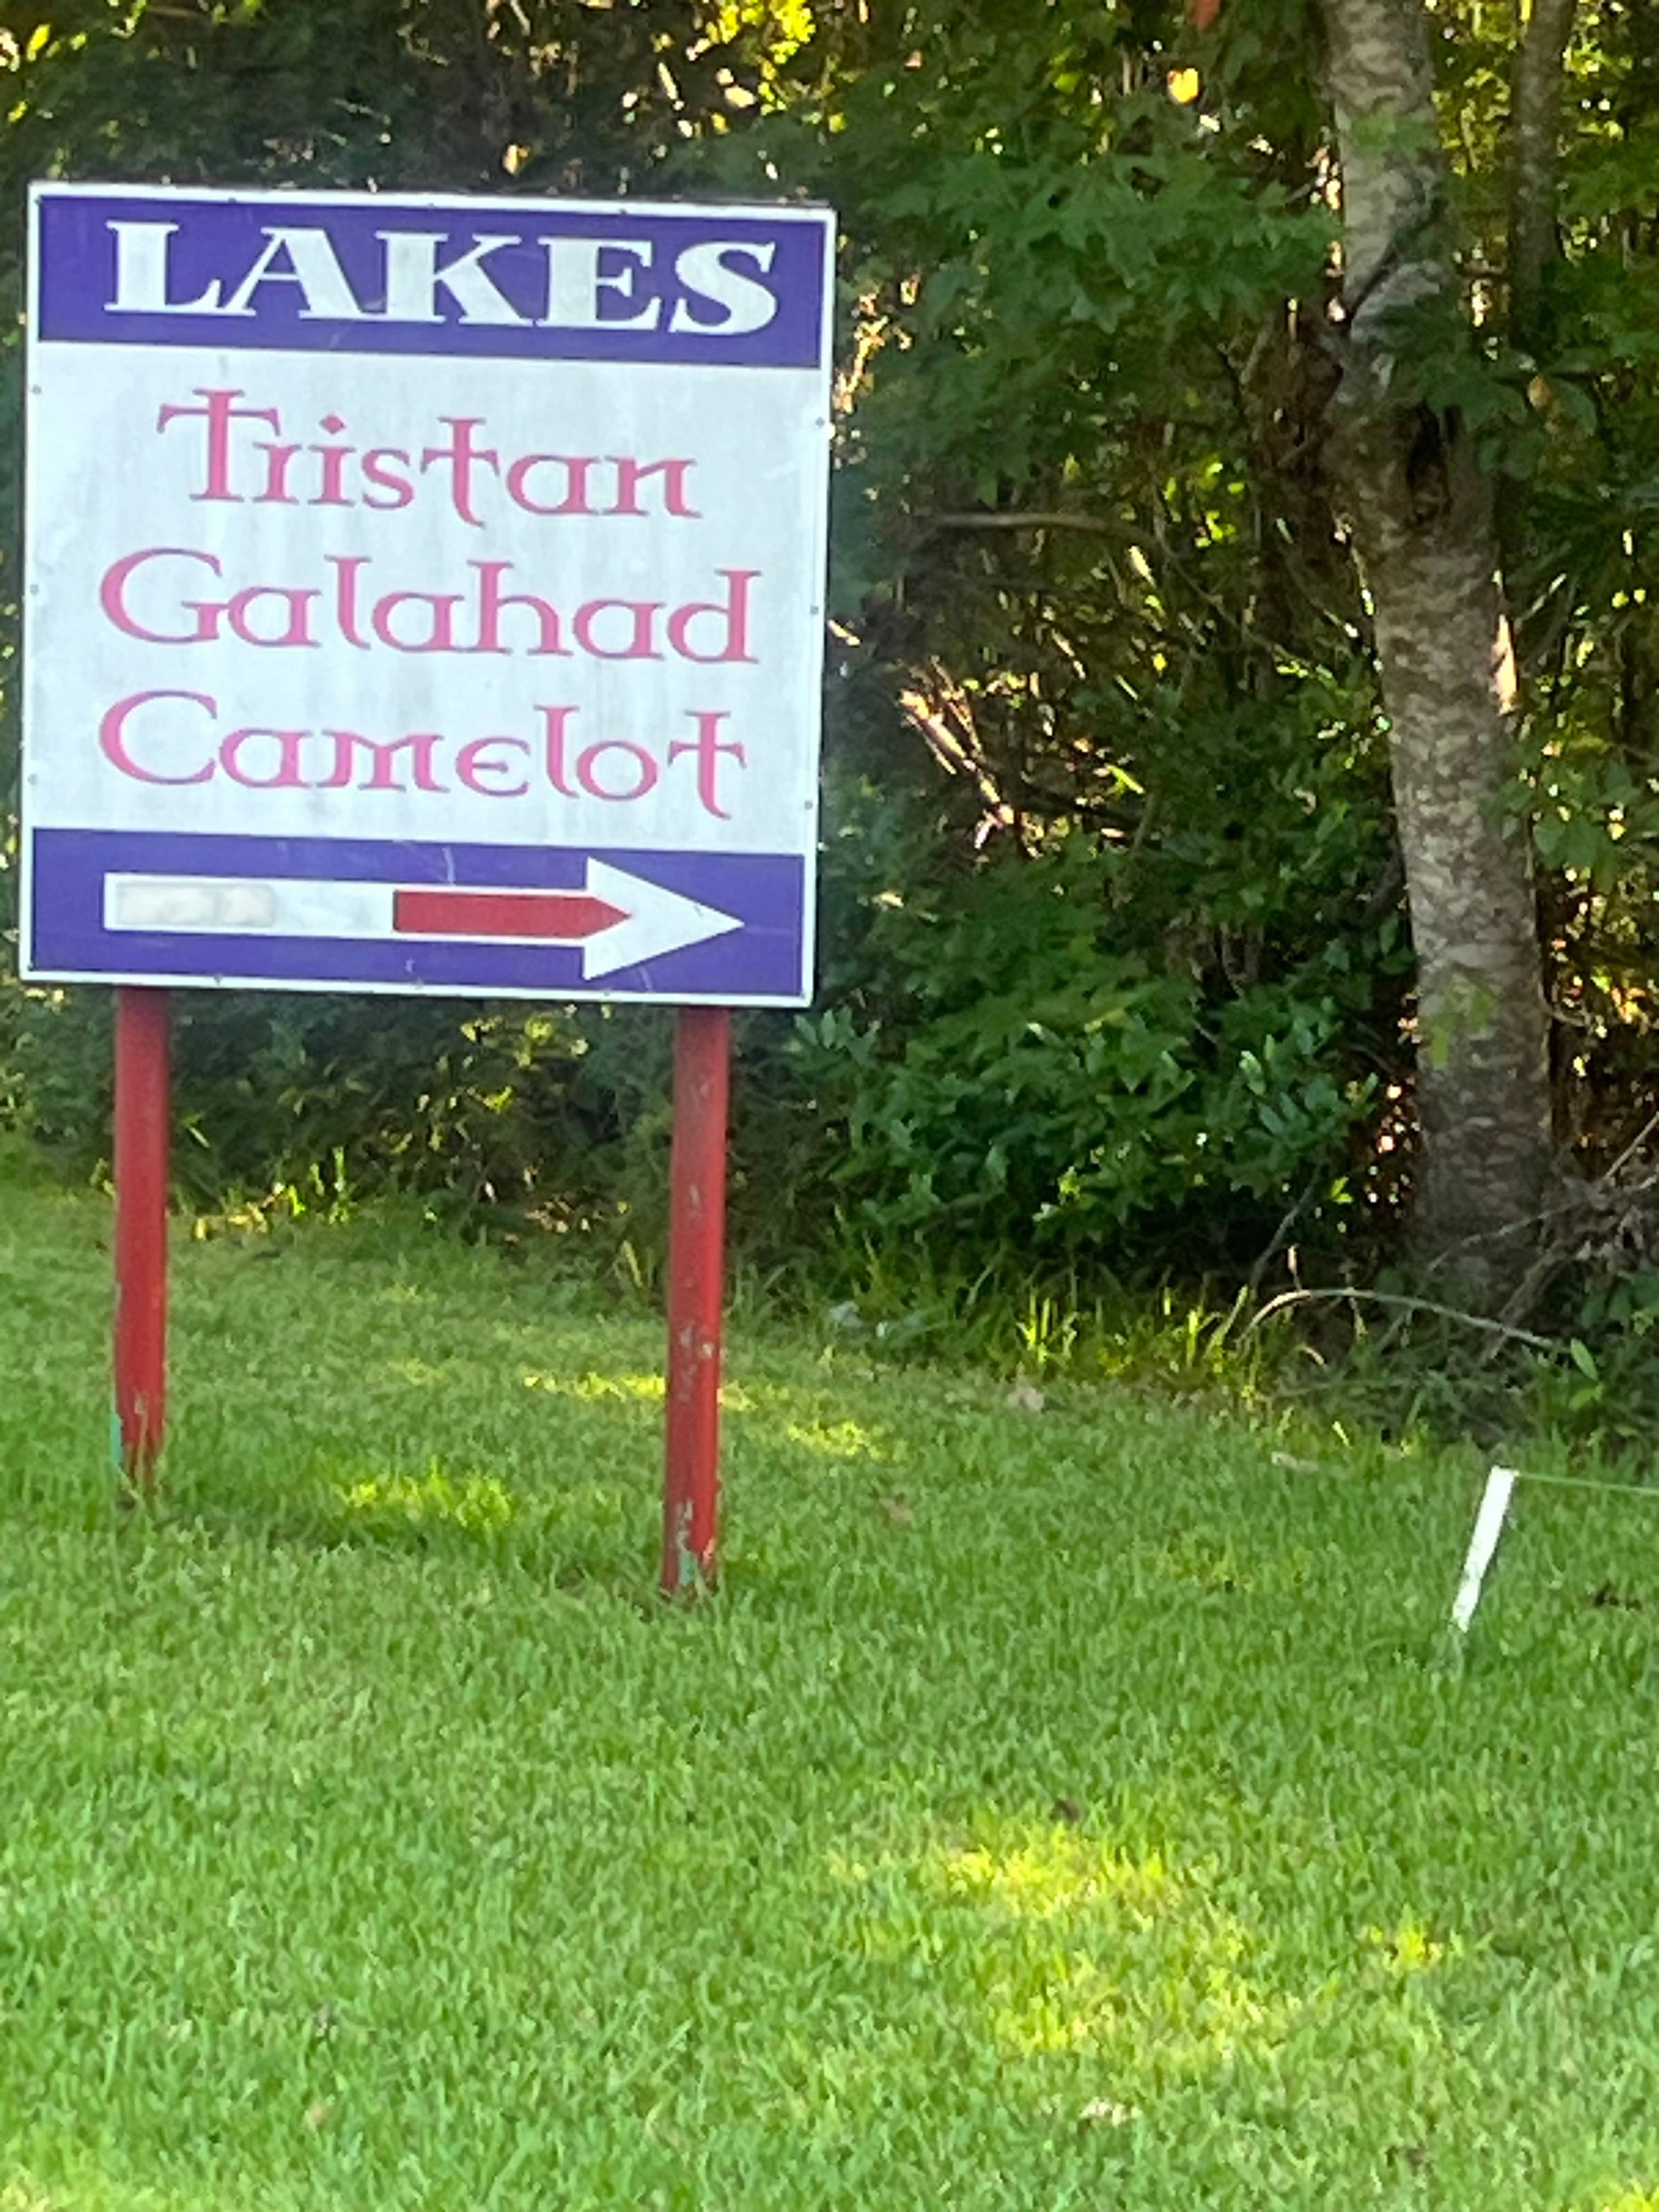 LAKES
Tristan
Galahad
Camelot